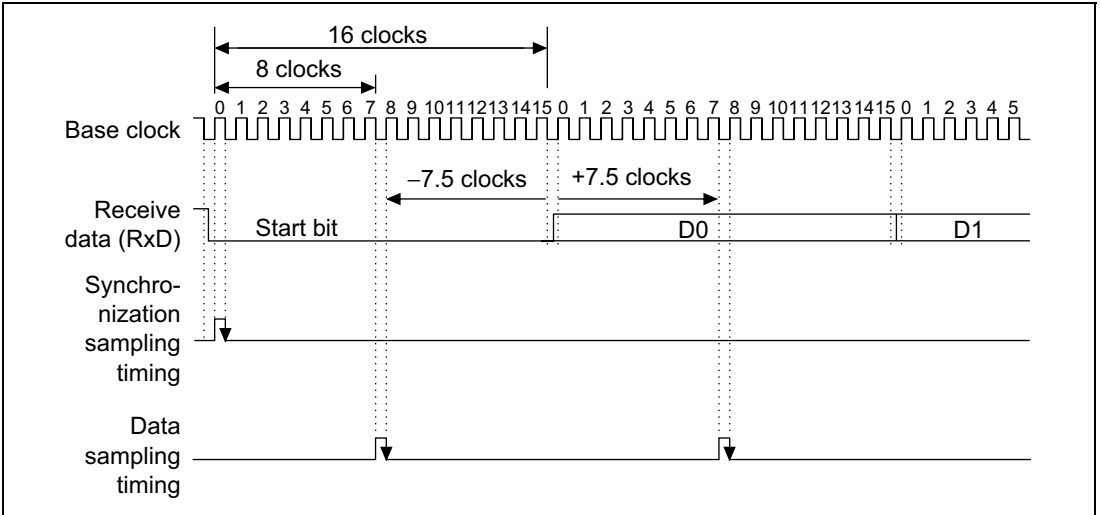 16 clocks
8 clocks
0 1 2 3 4 5 6 7 8 9 10 11 12 13 14 15 0 1 2 3 4 5 6 7 8 9 10 11 12 13 14 15 0 1 2 3 4 5
Base clock
−7.5 clocks +7.5 clocks
Receive
data (RxD)
Start bit D0 D1
Synchro-
nization
sampling
timing
Data
sampling
timing